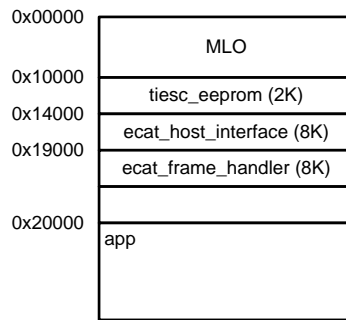 0x00000
MLO
0x10000
tiesc_eeprom (2K)
0x14000
ecat_host_interface (8K)
0x19000
ecat_frame_handler (8K)
0x20000
app